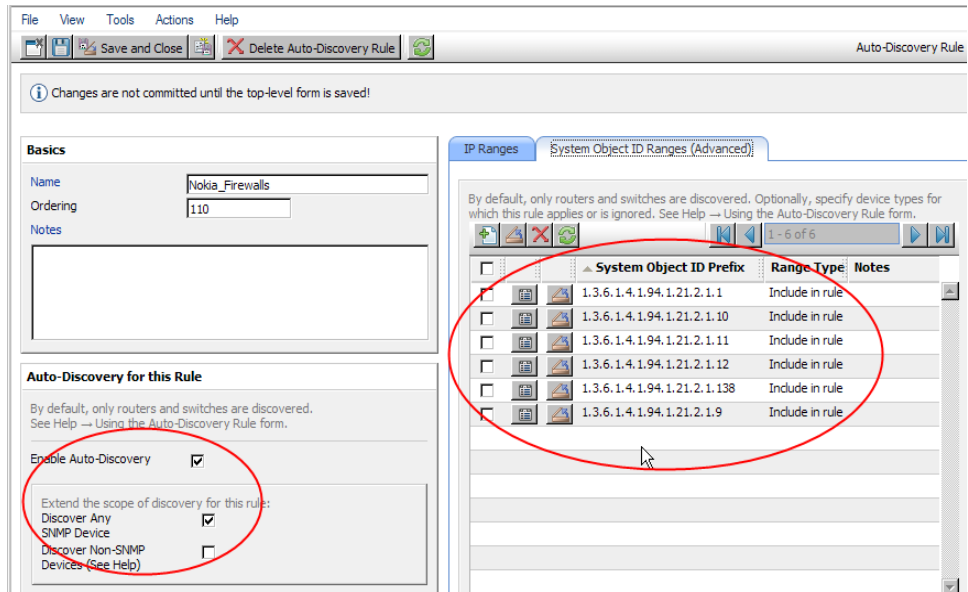 File View Tools Actions Help
Save and Close Delete Auto-Discovery Rule Auto-Discovery Rule
Changes are not committed until the top-level form is saved!
Basics
Name Nokia_Firewalls
Ordering 110
Notes
Auto-Discovery for this Rule
By default, only routers and switches are discovered.
See Help → Using the Auto-Discovery Rule form.
Enable Auto-Discovery
Extend the scope of discovery for this rule:
Discover Any
SNMP Device
Discover Non-SNMP
Devices (See Help)
IP Ranges System Object ID Ranges (Advanced)
By default, only routers and switches are discovered. Optionally, specify device types for
which this rule applies or is ignored. See Help → Using the Auto-Discovery Rule form.
1 - 6 of 6
System Object ID Prefix Range Type Notes
1.3.6.1.4.1.94.1.21.2.1.1 Include in rule
1.3.6.1.4.1.94.1.21.2.1.10 Include in rule
1.3.6.1.4.1.94.1.21.2.1.11 Include in rule
1.3.6.1.4.1.94.1.21.2.1.12 Include in rule
1.3.6.1.4.1.94.1.21.2.1.138 Include in rule
1.3.6.1.4.1.94.1.21.2.1.9 Include in rule